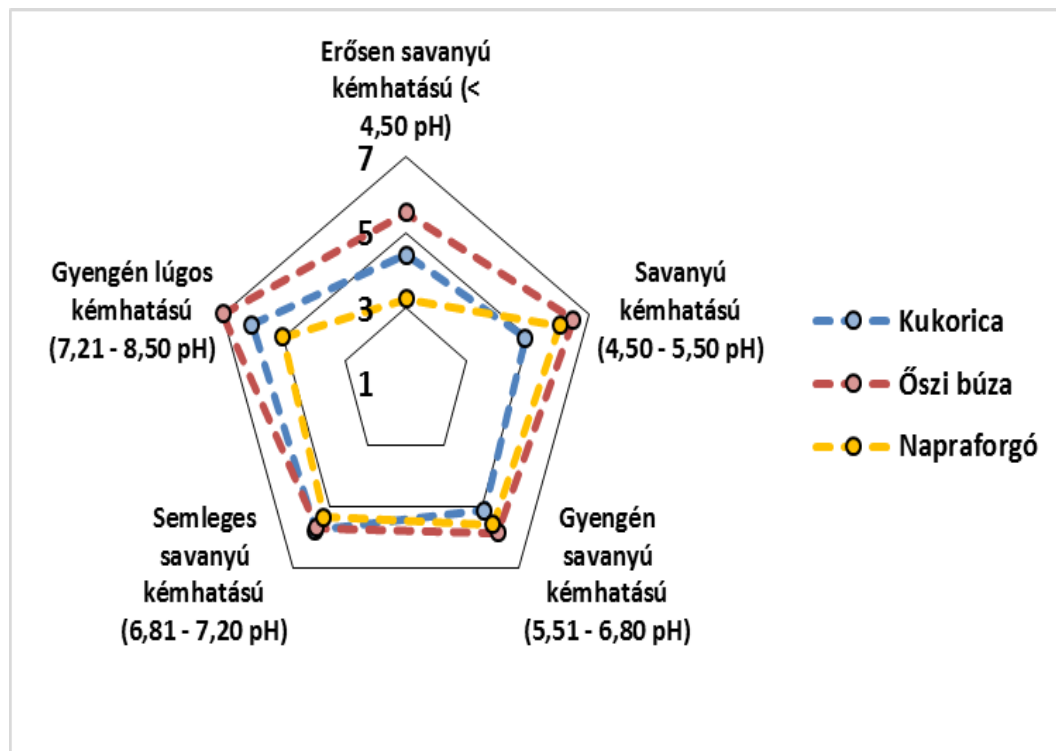 Erősen savanyú
kémhatású (<
4,50 pH)
7
5
3
1
Gyengén lúgos
kémhatású
(7,21 - 8,50 pH)
Savanyú
kémhatású
(4,50 - 5,50 pH)
Kukorica
Őszi búza
Napraforgó
Semleges
savanyú
kémhatású
(6,81 - 7,20 pH)
Gyengén
savanyú
kémhatású
(5,51 - 6,80 pH)